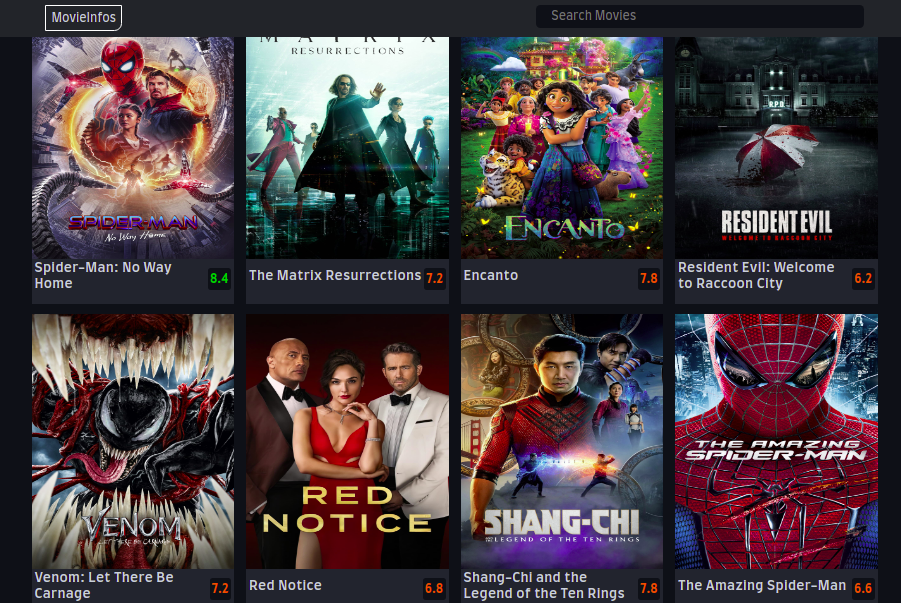 MovieInfos
Search Movies
MATRIX
RESURRECTIONS
SPIDER-MAN
No Way Home
ENCANTO
RESIDENT EVIL
WELCOME TO RACCOON CITY
Spider-Man: No Way
Home
8.4
The Matrix Resurrections
7.2
Encanto
7.8
Resident Evil: Welcome
to Raccoon City
6.2
VENOM
LET THERE BE CARNAGE
RED
NOTICE
SHANG-CHI
AND THE
LEGEND OF THE TEN RINGS
THE AMAZING
SPIDER-MAN
Venom: Let There Be
Carnage
7.2
Red Notice
6.8
Shang-Chi and the
Legend of the Ten Rings
7.8
The Amazing Spider-Man
6.6